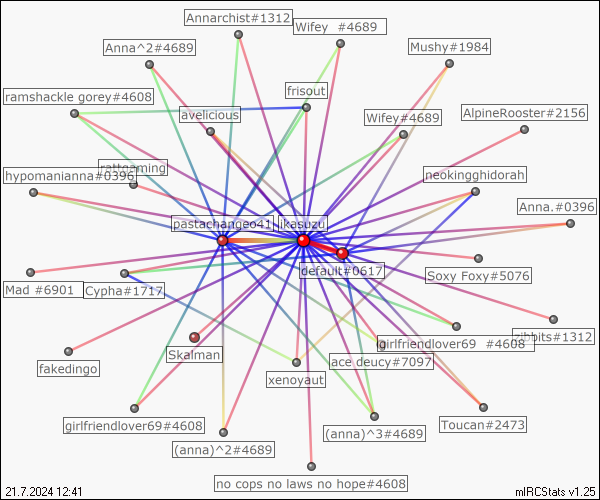 Annarchist#1312
Wifey #4689
Anna^2#4689
Mushy#1984
frisout
ramshackle gorey#4608
avelicious
Wifey#4689
AlpineRooster#2156
rattgaming
hypomanianna#0396
neokingghidorah
Anna.#0396
pastachangeo41
likasuzu
default#0617
Soxy Foxy#5076
Mad #6901
Cypha#1717
ribbits#1312
girlfriendlover69 #4608
Skalman
ace deucy#7097
fakedingo
xenoyaut
girlfriendlover69#4608
Toucan#2473
(anna)^3#4689
(anna)^2#4689
no cops no laws no hope#4608
21.7.2024 12:41
mIRCStats v1.25